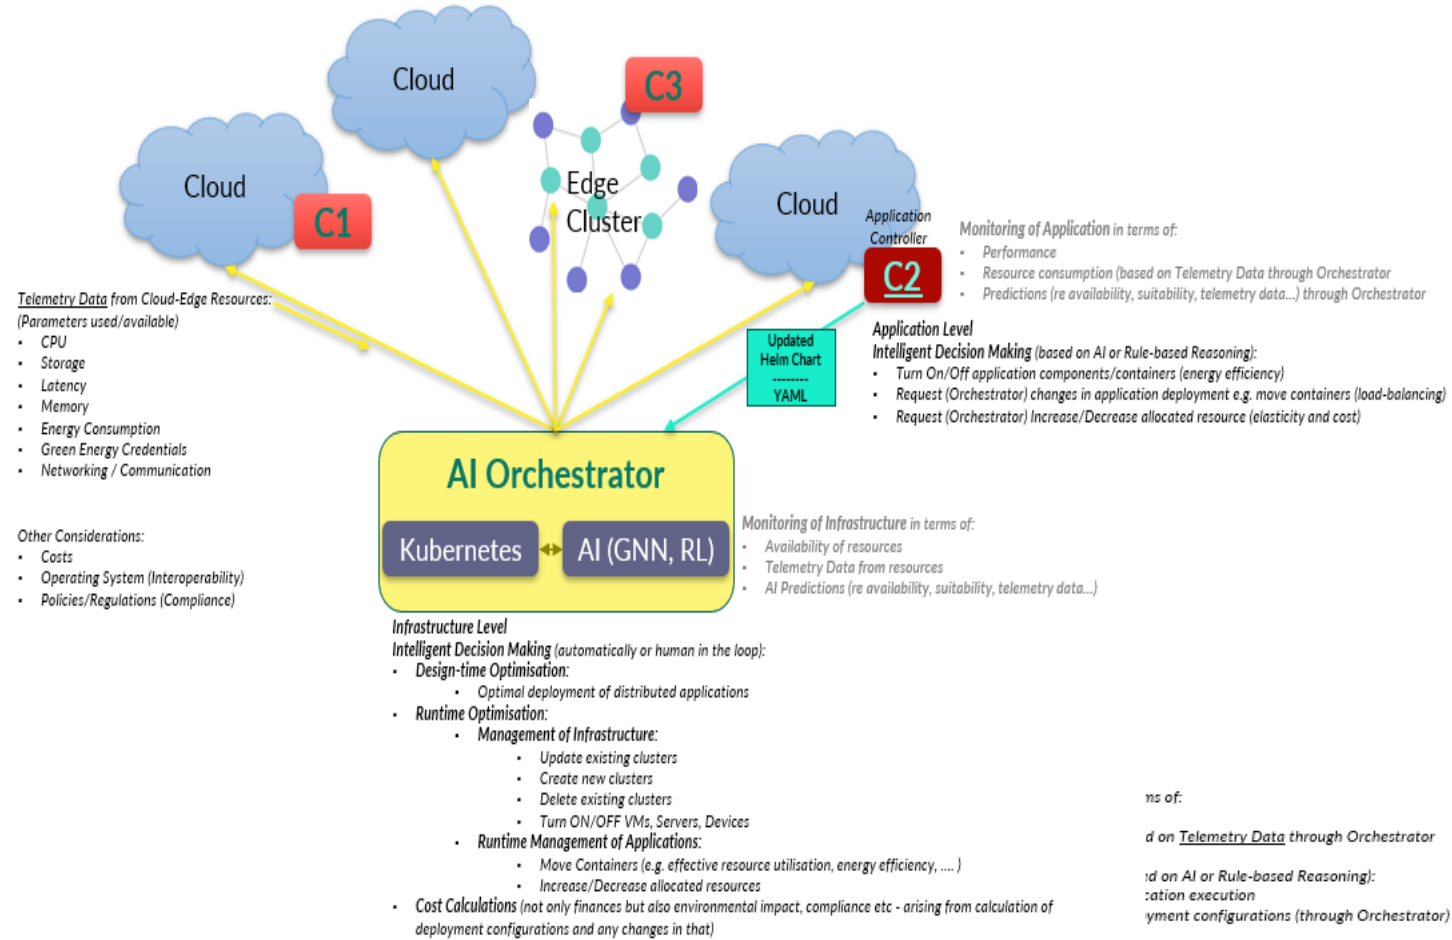 Cloud
C3
Cloud
Edge
Cluster
Cloud
C1
Application
Controller
C2
Monitoring of Application in terms of:
▪ Performance
▪ Resource consumption (based on Telemetry Data through Orchestrator
▪ Predictions (re availability, suitability, telemetry data...) through Orchestrator
Telemetry Data from Cloud-Edge Resources:
(Parameters used/available)
▪ CPU
▪ Storage
▪ Latency
▪ Memory
▪ Energy Consumption
▪ Green Energy Credentials
▪ Networking / Communication
Updated
Helm Chart
--------
YAML
Application Level
Intelligent Decision Making (based on AI or Rule-based Reasoning):
▪ Turn On/Off application components/containers (energy efficiency)
▪ Request (Orchestrator) changes in application deployment e.g. move containers (load-balancing)
▪ Request (Orchestrator) Increase/Decrease allocated resource (elasticity and cost)
AI Orchestrator
Kubernetes
AI (GNN, RL)
Other Considerations:
▪ Costs
▪ Operating System (Interoperability)
▪ Policies/Regulations (Compliance)
Monitoring of Infrastructure in terms of:
▪ Availability of resources
▪ Telemetry Data from resources
▪ AI Predictions (re availability, suitability, telemetry data...)
Infrastructure Level
Intelligent Decision Making (automatically or human in the loop):
▪ Design-time Optimisation:
▪ Optimal deployment of distributed applications
▪ Runtime Optimisation:
▪ Management of Infrastructure:
▪ Update existing clusters
▪ Create new clusters
▪ Delete existing clusters
▪ Turn ON/OFF VMs, Servers, Devices
▪ Runtime Management of Applications:
▪ Move Containers (e.g. effective resource utilisation, energy efficiency, .... )
▪ Increase/Decrease allocated resources
▪ Cost Calculations (not only finances but also environmental impact, compliance etc - arising from calculation of
deployment configurations and any changes in that)
ms of:
d on Telemetry Data through Orchestrator
d on AI or Rule-based Reasoning):
cation execution
yment configurations (through Orchestrator)